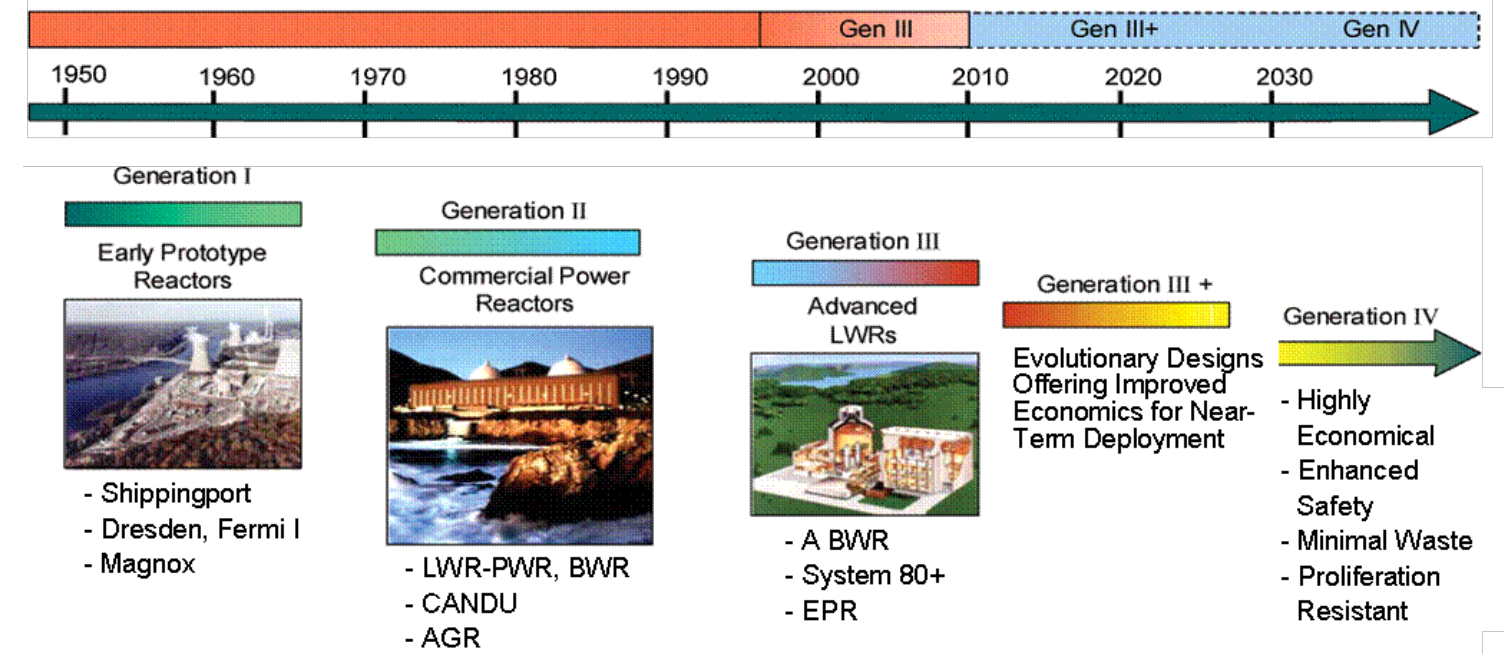 Gen III
Gen III+
Gen IV
1950
1960
1970
1980
1990
2000
2010
2020
2030
Generation I
Early Prototype
Reactors
- Shippingport
- Dresden, Fermi I
- Magnox
Generation II
Commercial Power
Reactors
- LWR-PWR, BWR
- CANDU
- AGR
Generation III
Advanced
LWRs
- A BWR
- System 80+
- EPR
Generation III +
Evolutionary Designs
Offering Improved
Economics for Near-
Term Deployment
Generation IV
- Highly
Economical
- Enhanced
Safety
- Minimal Waste
- Proliferation
Resistant